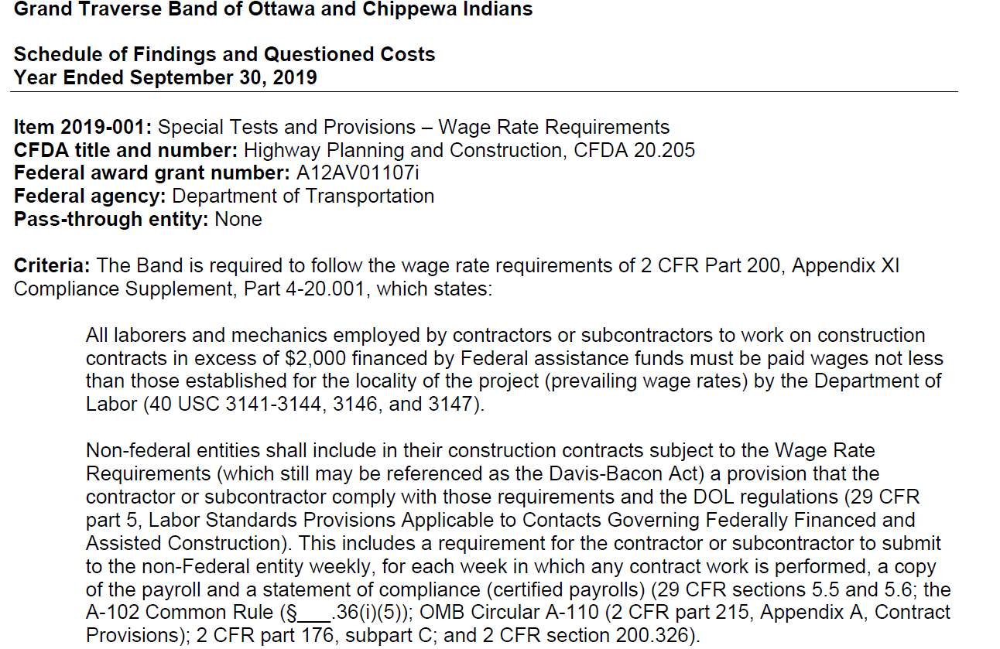 Grand Traverse Band of Ottawa and Chippewa Indians
Schedule of Findings and Questioned Costs
Year Ended September 30, 2019
Item 2019-001: Special Tests and Provisions – Wage Rate Requirements
CFDA title and number: Highway Planning and Construction, CFDA 20.205
Federal award grant number: A12AV01107i
Federal agency: Department of Transportation
Pass-through entity: None
Criteria: The Band is required to follow the wage rate requirements of 2 CFR Part 200, Appendix XI
Compliance Supplement, Part 4-20.001, which states:
All laborers and mechanics employed by contractors or subcontractors to work on construction
contracts in excess of $2,000 financed by Federal assistance funds must be paid wages not less
than those established for the locality of the project (prevailing wage rates) by the Department of
Labor (40 USC 3141-3144, 3146, and 3147).
Non-federal entities shall include in their construction contracts subject to the Wage Rate
Requirements (which still may be referenced as the Davis-Bacon Act) a provision that the
contractor or subcontractor comply with those requirements and the DOL regulations (29 CFR
part 5, Labor Standards Provisions Applicable to Contacts Governing Federally Financed and
Assisted Construction). This includes a requirement for the contractor or subcontractor to submit
to the non-Federal entity weekly, for each week in which any contract work is performed, a copy
of the payroll and a statement of compliance (certified payrolls) (29 CFR sections 5.5 and 5.6; the
A-102 Common Rule (§___.36(i)(5)); OMB Circular A-110 (2 CFR part 215, Appendix A, Contract
Provisions); 2 CFR part 176, subpart C; and 2 CFR section 200.326).